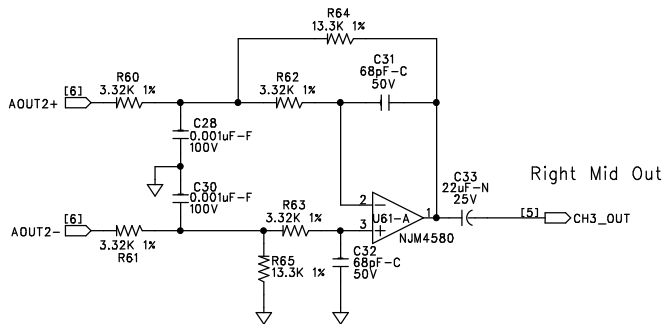 R64
13.3K 1%
C31
68pF-C
50V
R60
3.32K 1%
R62
3.32K 1%
[6]
AOUT2+
C28
0.001uF-F
100V
C30
0.001uF-F
100V
Right Mid Out
C33
22uF-N
25V
[6]
AOUT2-
3.32K 1%
R61
R63
3.32K 1%
2
3
U61-A
1
NJM4580
[5]
CH3_OUT
R65
13.3K 1%
C32
68pF-C
50V